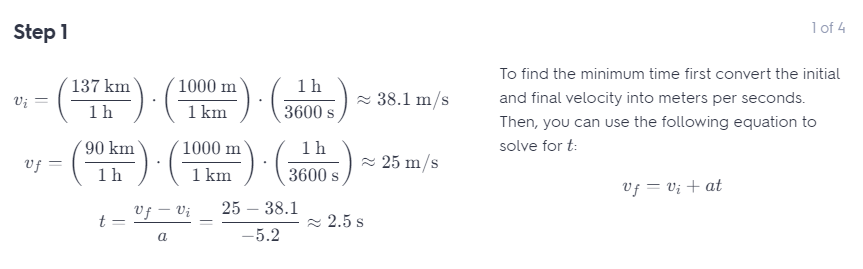 Step 1
1 of 4
v_i = (137 km / 1 h) · (1000 m / 1 km) · (1 h / 3600 s) ≈ 38.1 m/s
v_f = (90 km / 1 h) · (1000 m / 1 km) · (1 h / 3600 s) ≈ 25 m/s
t = (v_f − v_i) / a = (25 − 38.1) / −5.2 ≈ 2.5 s
To find the minimum time first convert the initial
and final velocity into meters per seconds.
Then, you can use the following equation to
solve for t:
v_f = v_i + at